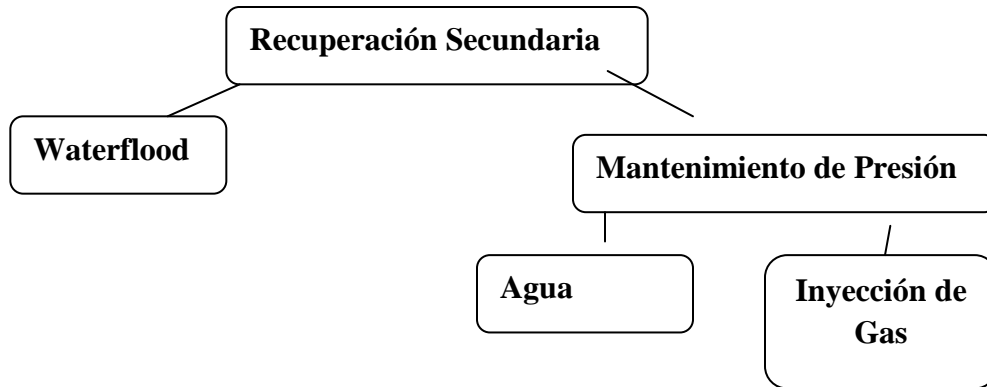 Recuperación Secundaria
Waterflood
Mantenimiento de Presión
Agua
Inyección de
Gas